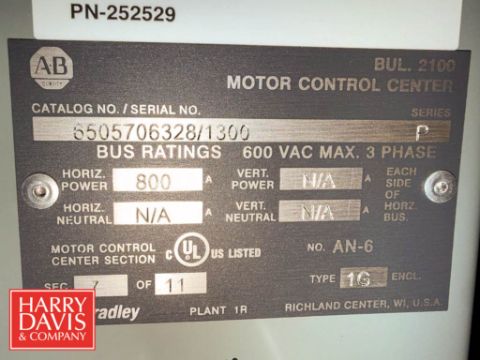 PN-252529
AB
QUALITY
BUL. 2100
MOTOR CONTROL CENTER
CATALOG NO. / SERIAL NO. SERIES
6505706328/1300 P
BUS RATINGS 600 VAC MAX. 3 PHASE
HORIZ. POWER 800 A VERT. POWER N/A A EACH SIDE OF HORIZ. BUS.
HORIZ. NEUTRAL N/A A VERT. NEUTRAL N/A A
MOTOR CONTROL CENTER SECTION C UL US LISTED NO. AN-6
SEC 7 OF 11 TYPE 1G ENCL.
Bradley PLANT 1R RICHLAND CENTER, WI, U.S.A.
HARRY
DAVIS
& COMPANY